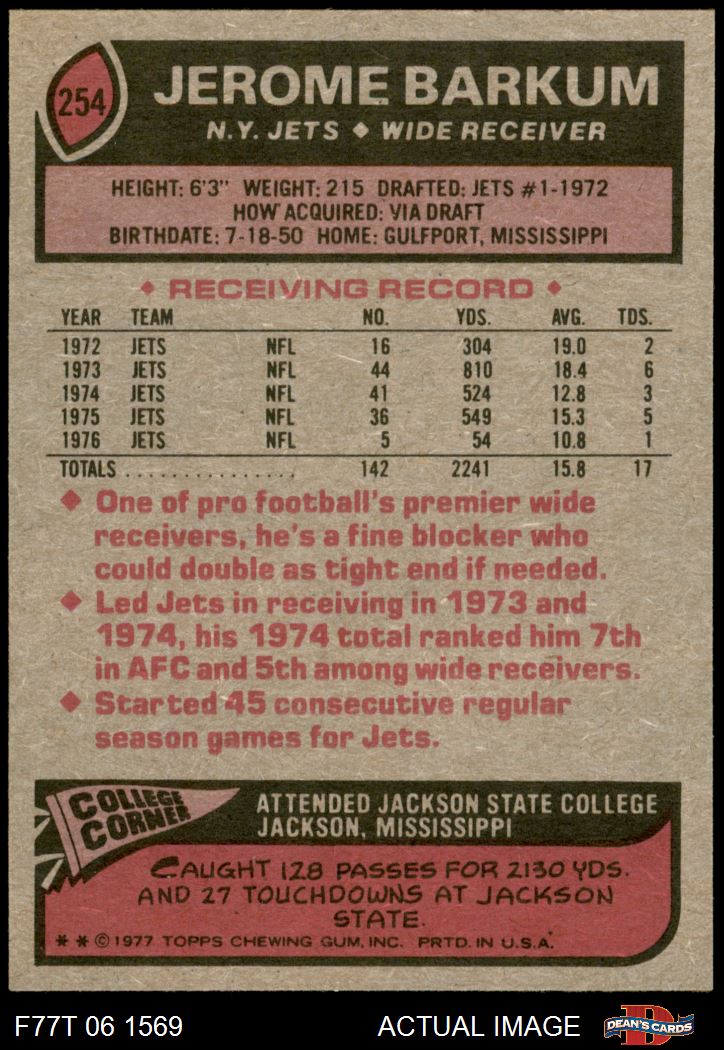 254
JEROME BARKUM
N.Y. JETS ◆ WIDE RECEIVER
HEIGHT: 6'3" WEIGHT: 215 DRAFTED: JETS #1-1972
HOW ACQUIRED: VIA DRAFT
BIRTHDATE: 7-18-50 HOME: GULFPORT, MISSISSIPPI
◆ RECEIVING RECORD ◆
YEAR TEAM NO. YDS. AVG. TDS.
1972 JETS NFL 16 304 19.0 2
1973 JETS NFL 44 810 18.4 6
1974 JETS NFL 41 524 12.8 3
1975 JETS NFL 36 549 15.3 5
1976 JETS NFL 5 54 10.8 1
TOTALS . . . . . . . . . . . . . . . . 142 2241 15.8 17
◆ One of pro football's premier wide
receivers, he's a fine blocker who
could double as tight end if needed.
◆ Led Jets in receiving in 1973 and
1974, his 1974 total ranked him 7th
in AFC and 5th among wide receivers.
◆ Started 45 consecutive regular
season games for Jets.
COLLEGE
CORNER
ATTENDED JACKSON STATE COLLEGE
JACKSON, MISSISSIPPI
CAUGHT 128 PASSES FOR 2130 YDS.
AND 27 TOUCHDOWNS AT JACKSON
STATE.
* * © 1977 TOPPS CHEWING GUM, INC. PRTD. IN U.S.A.
F77T 06 1569 ACTUAL IMAGE
D
DEAN'S CARDS